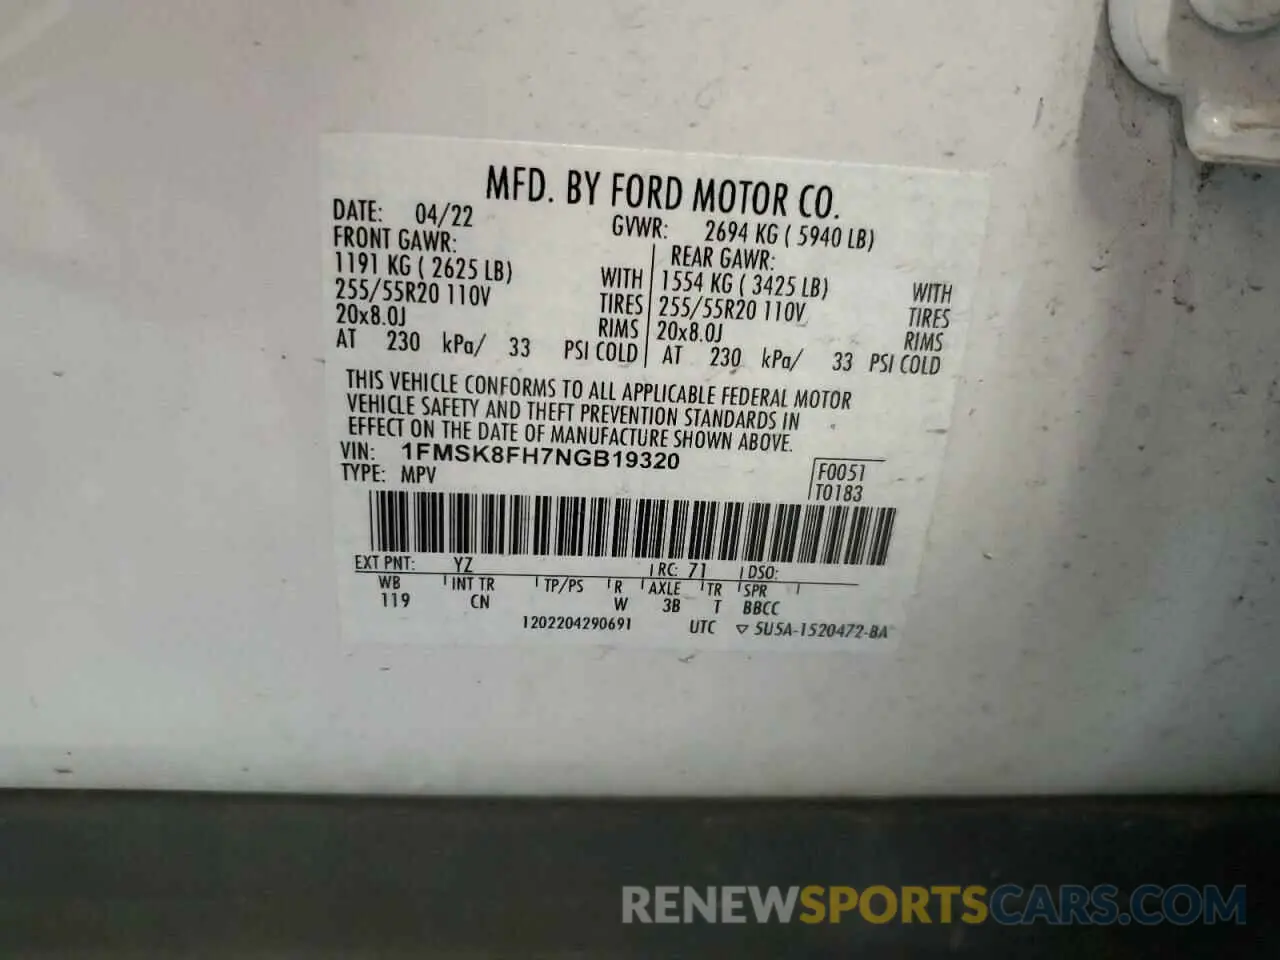 MFD. BY FORD MOTOR CO.
DATE: 04/22 GVWR: 2694 KG ( 5940 LB)
FRONT GAWR: REAR GAWR:
1191 KG ( 2625 LB) WITH 1554 KG ( 3425 LB) WITH
255/55R20 110V TIRES 255/55R20 110V TIRES
20x8.0J RIMS 20x8.0J RIMS
AT 230 kPa/ 33 PSI COLD AT 230 kPa/ 33 PSI COLD
THIS VEHICLE CONFORMS TO ALL APPLICABLE FEDERAL MOTOR
VEHICLE SAFETY AND THEFT PREVENTION STANDARDS IN
EFFECT ON THE DATE OF MANUFACTURE SHOWN ABOVE.
VIN: 1FMSK8FH7NGB19320 F0051
TYPE: MPV T0183
EXT PNT: YZ RC: 71 DSO:
WB INT TR TP/PS R AXLE TR SPR
119 CN W 3B T BBCC
1202204290691 UTC ▽ 5U5A-1520472-BA
RENEWSPORTSCARS.COM